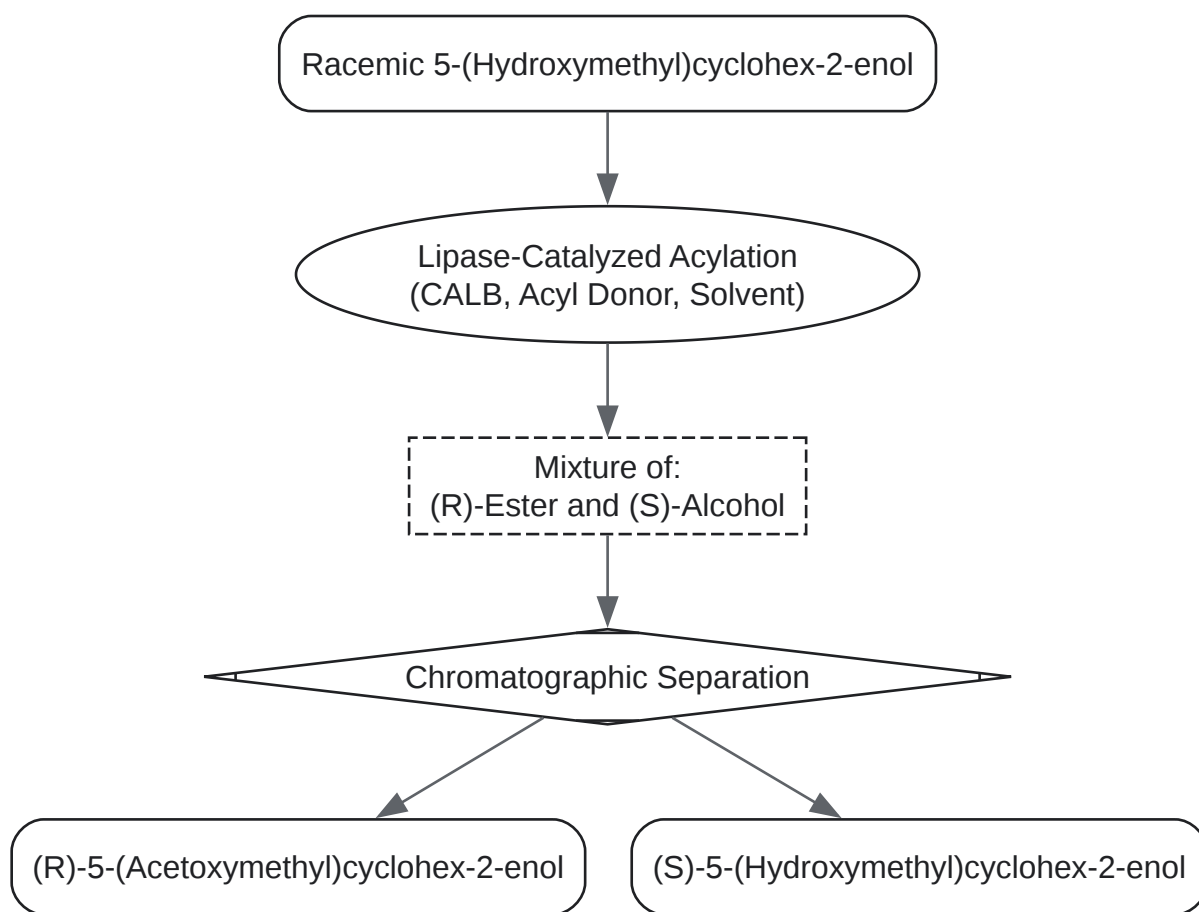 Racemic 5-(Hydroxymethyl)cyclohex-2-enol
Lipase-Catalyzed Acylation
(CALB, Acyl Donor, Solvent)
Mixture of:
(R)-Ester and (S)-Alcohol
Chromatographic Separation
(R)-5-(Acetoxymethyl)cyclohex-2-enol
(S)-5-(Hydroxymethyl)cyclohex-2-enol